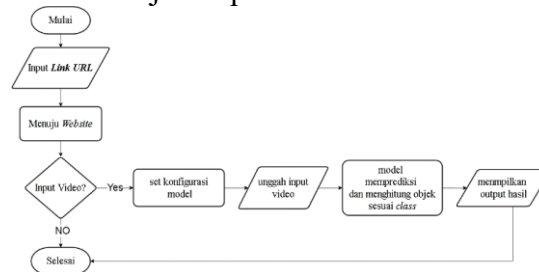 Mulai
Input Link URL
Menuju Website
Input Video?
Yes
set konfigurasi
model
unggah input
video
model
memprediksi
dan menghitung objek
sesuai class
menampilkan
output hasil
NO
Selesai